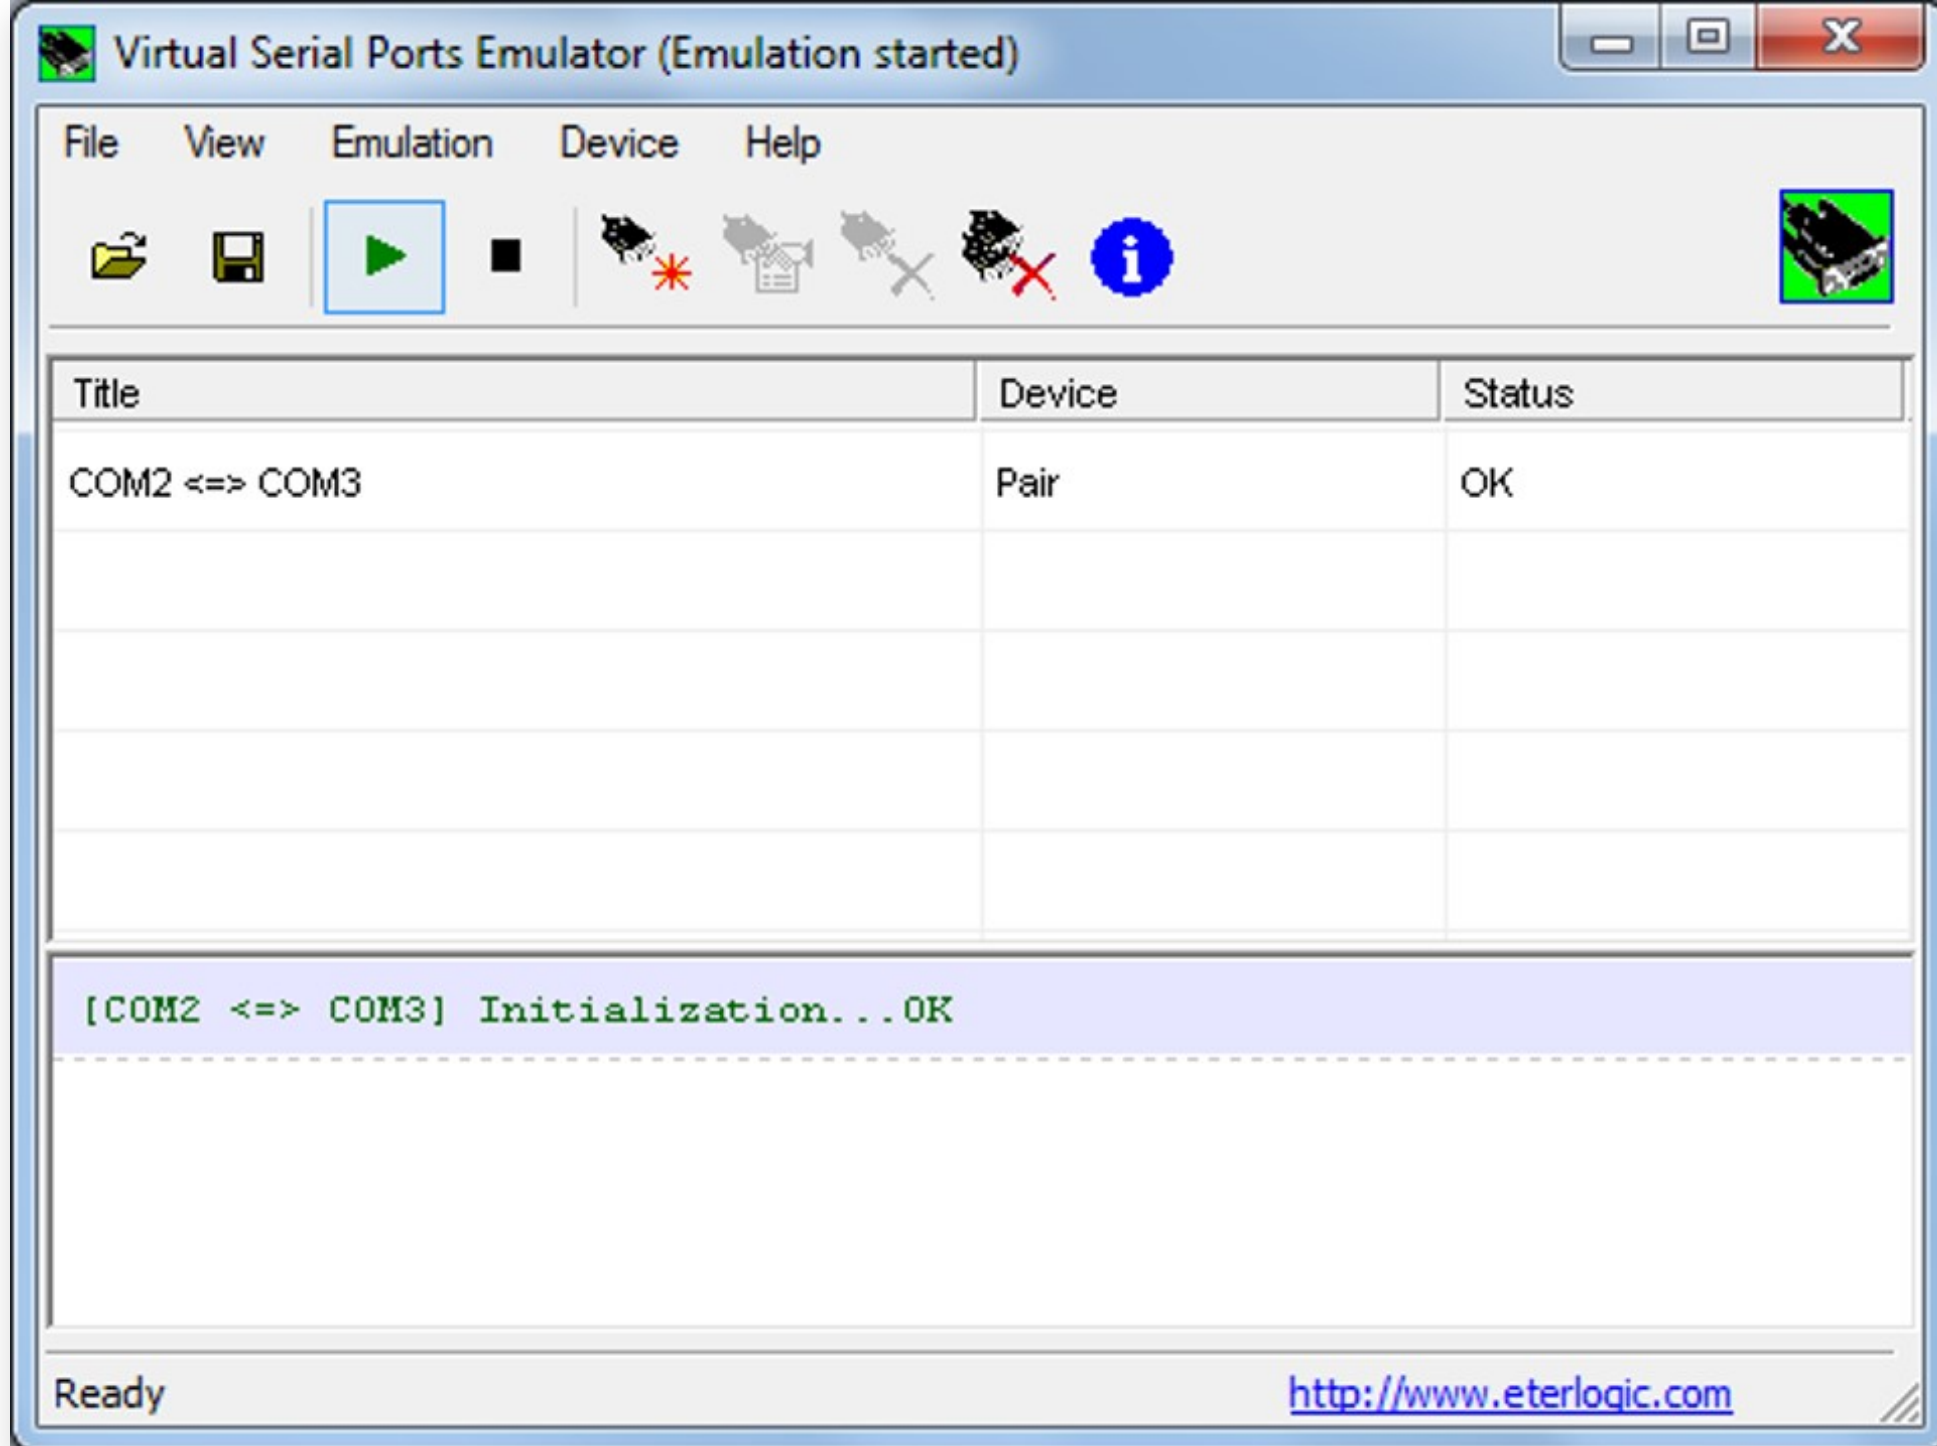 Virtual Serial Ports Emulator (Emulation started)
File View Emulation Device Help
Title Device Status
COM2 <=> COM3 Pair OK
[COM2 <=> COM3] Initialization...OK
Ready http://www.eterlogic.com